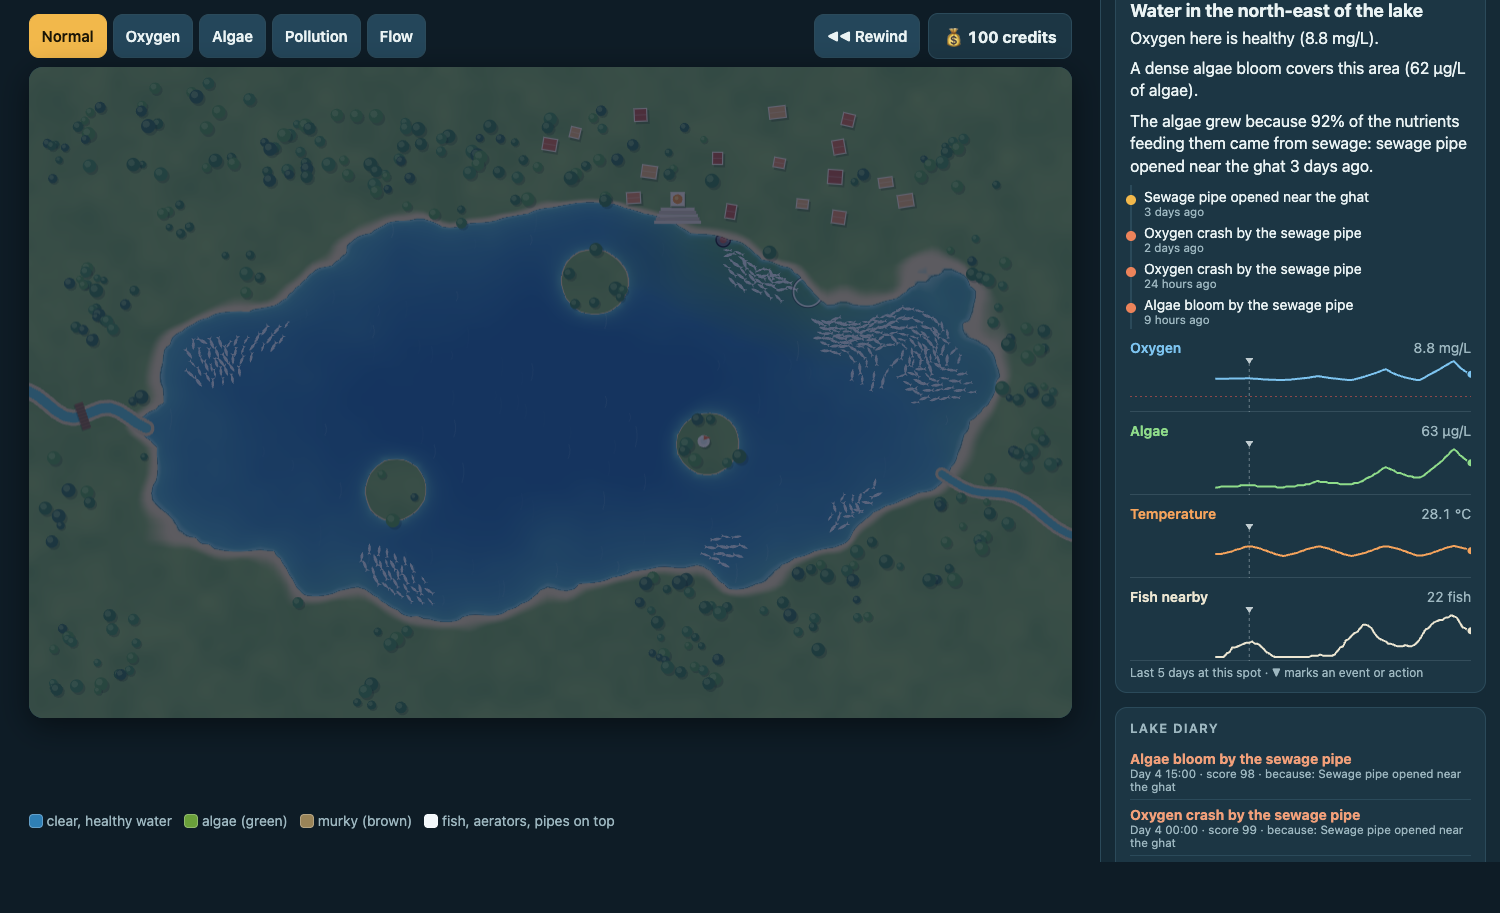 Normal
Oxygen
Algae
Pollution
Flow
◀◀ Rewind
💰 100 credits
clear, healthy water
algae (green)
murky (brown)
fish, aerators, pipes on top
Water in the north-east of the lake
Oxygen here is healthy (8.8 mg/L).
A dense algae bloom covers this area (62 µg/L
of algae).
The algae grew because 92% of the nutrients
feeding them came from sewage: sewage pipe
opened near the ghat 3 days ago.
Sewage pipe opened near the ghat
3 days ago
Oxygen crash by the sewage pipe
2 days ago
Oxygen crash by the sewage pipe
24 hours ago
Algae bloom by the sewage pipe
9 hours ago
Oxygen 8.8 mg/L
Algae 63 µg/L
Temperature 28.1 °C
Fish nearby 22 fish
Last 5 days at this spot · ▼ marks an event or action
LAKE DIARY
Algae bloom by the sewage pipe
Day 4 15:00 · score 98 · because: Sewage pipe opened near
the ghat
Oxygen crash by the sewage pipe
Day 4 00:00 · score 99 · because: Sewage pipe opened near
the ghat